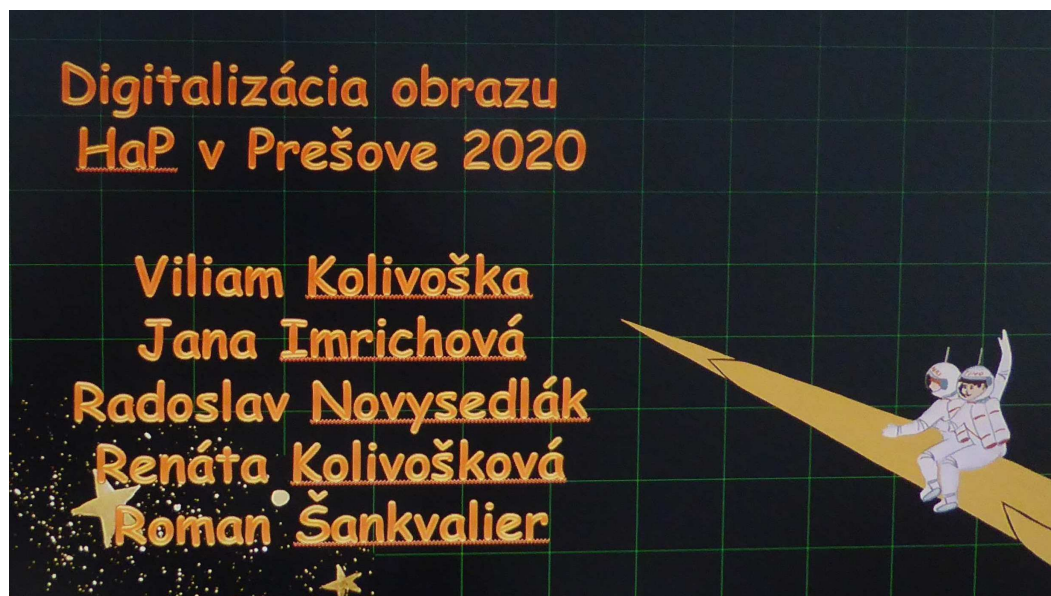 Digitalizácia obrazu
HaP v Prešove 2020
Viliam Kolivoška
Jana Imrichová
Radoslav Novysedlák
Renáta Kolivošková
Roman Šankvalier